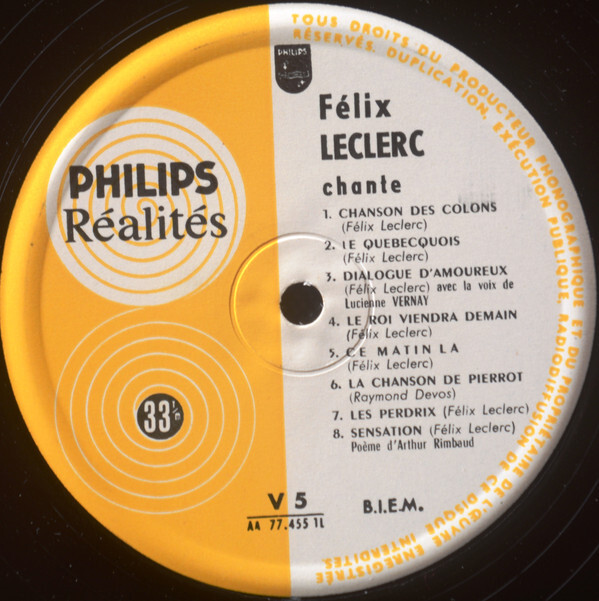 TOUS DROITS DU PRODUCTEUR PHONOGRAPHIQUE ET DU PROPRIÉTAIRE DE L'ŒUVRE ENREGISTRÉE
RÉSERVÉS. DUPLICATION, EXÉCUTION PUBLIQUE, RADIODIFFUSION DE CE DISQUE INTERDITES.
PHILIPS
Félix
LECLERC
chante
PHILIPS
Réalités
1. CHANSON DES COLONS
(Félix Leclerc)
2. LE QUEBECQUOIS
(Félix Leclerc)
3. DIALOGUE D'AMOUREUX
(Félix Leclerc) avec la voix de
Lucienne VERNAY
4. LE ROI VIENDRA DEMAIN
(Félix Leclerc)
5. CE MATIN LA
(Félix Leclerc)
6. LA CHANSON DE PIERROT
(Raymond Devos)
7. LES PERDRIX (Félix Leclerc)
8. SENSATION (Félix Leclerc)
Poème d'Arthur Rimbaud
33 1/3
V 5
AA 77.455 1L
B.I.E.M.